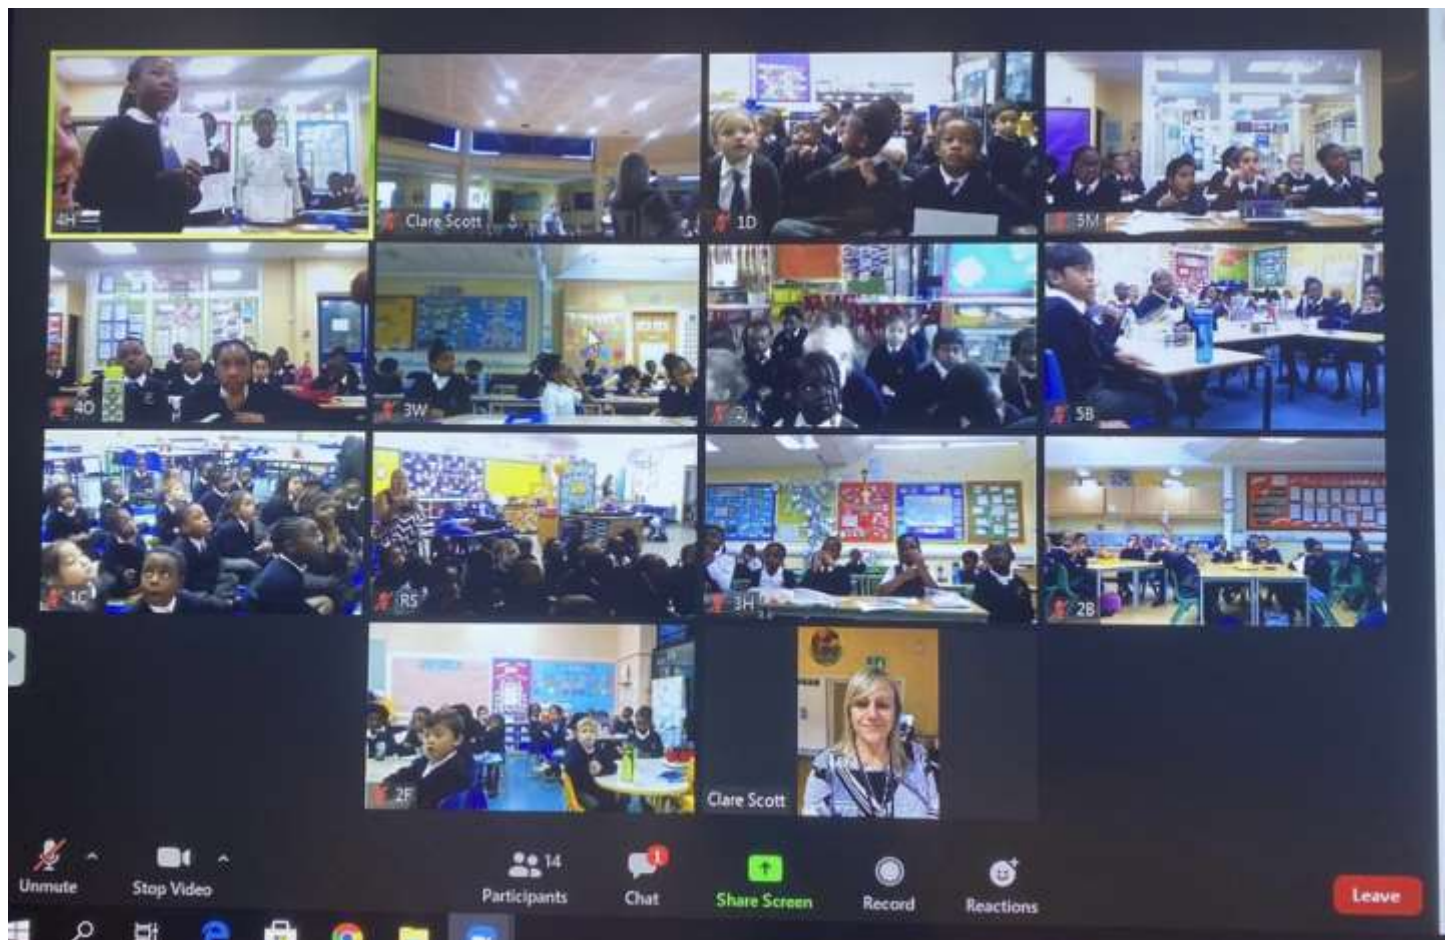 4H
Clare Scott
1D
5M
4O
3W
2J
5B
1C
RS
3H
2B
2F
Clare Scott
14
1
Unmute
Stop Video
Participants
Chat
Share Screen
Record
Reactions
Leave